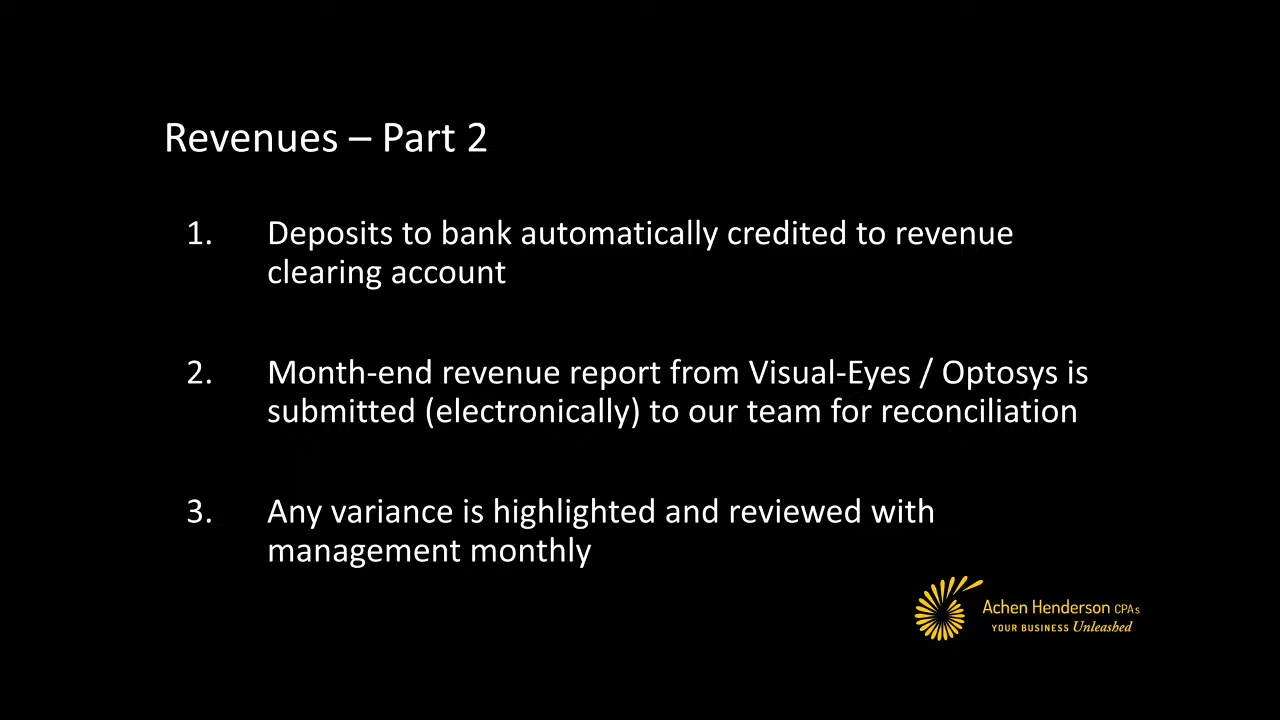 Revenues – Part 2
1. Deposits to bank automatically credited to revenue
clearing account
2. Month-end revenue report from Visual-Eyes / Optosys is
submitted (electronically) to our team for reconciliation
3. Any variance is highlighted and reviewed with
management monthly
Achen Henderson CPAs
YOUR BUSINESS Unleashed